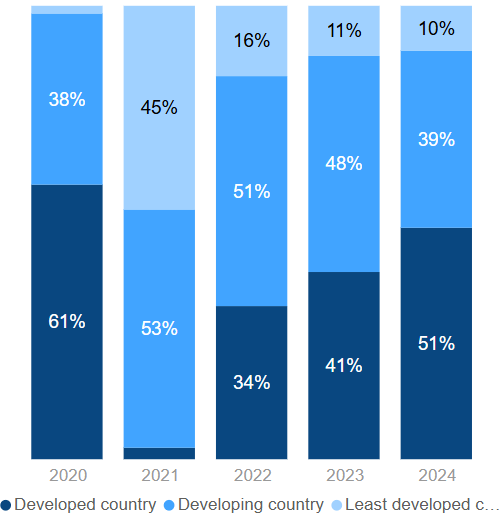 16% 11% 10%
38% 45% 39%
51% 48%
61% 53% 34% 41% 51%
2020 2021 2022 2023 2024
Developed country Developing country Least developed c...